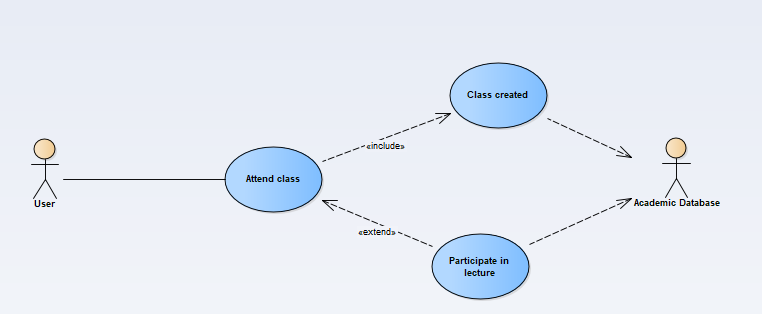 Class created
«include»
Attend class
User
Academic Database
«extend»
Participate in
lecture